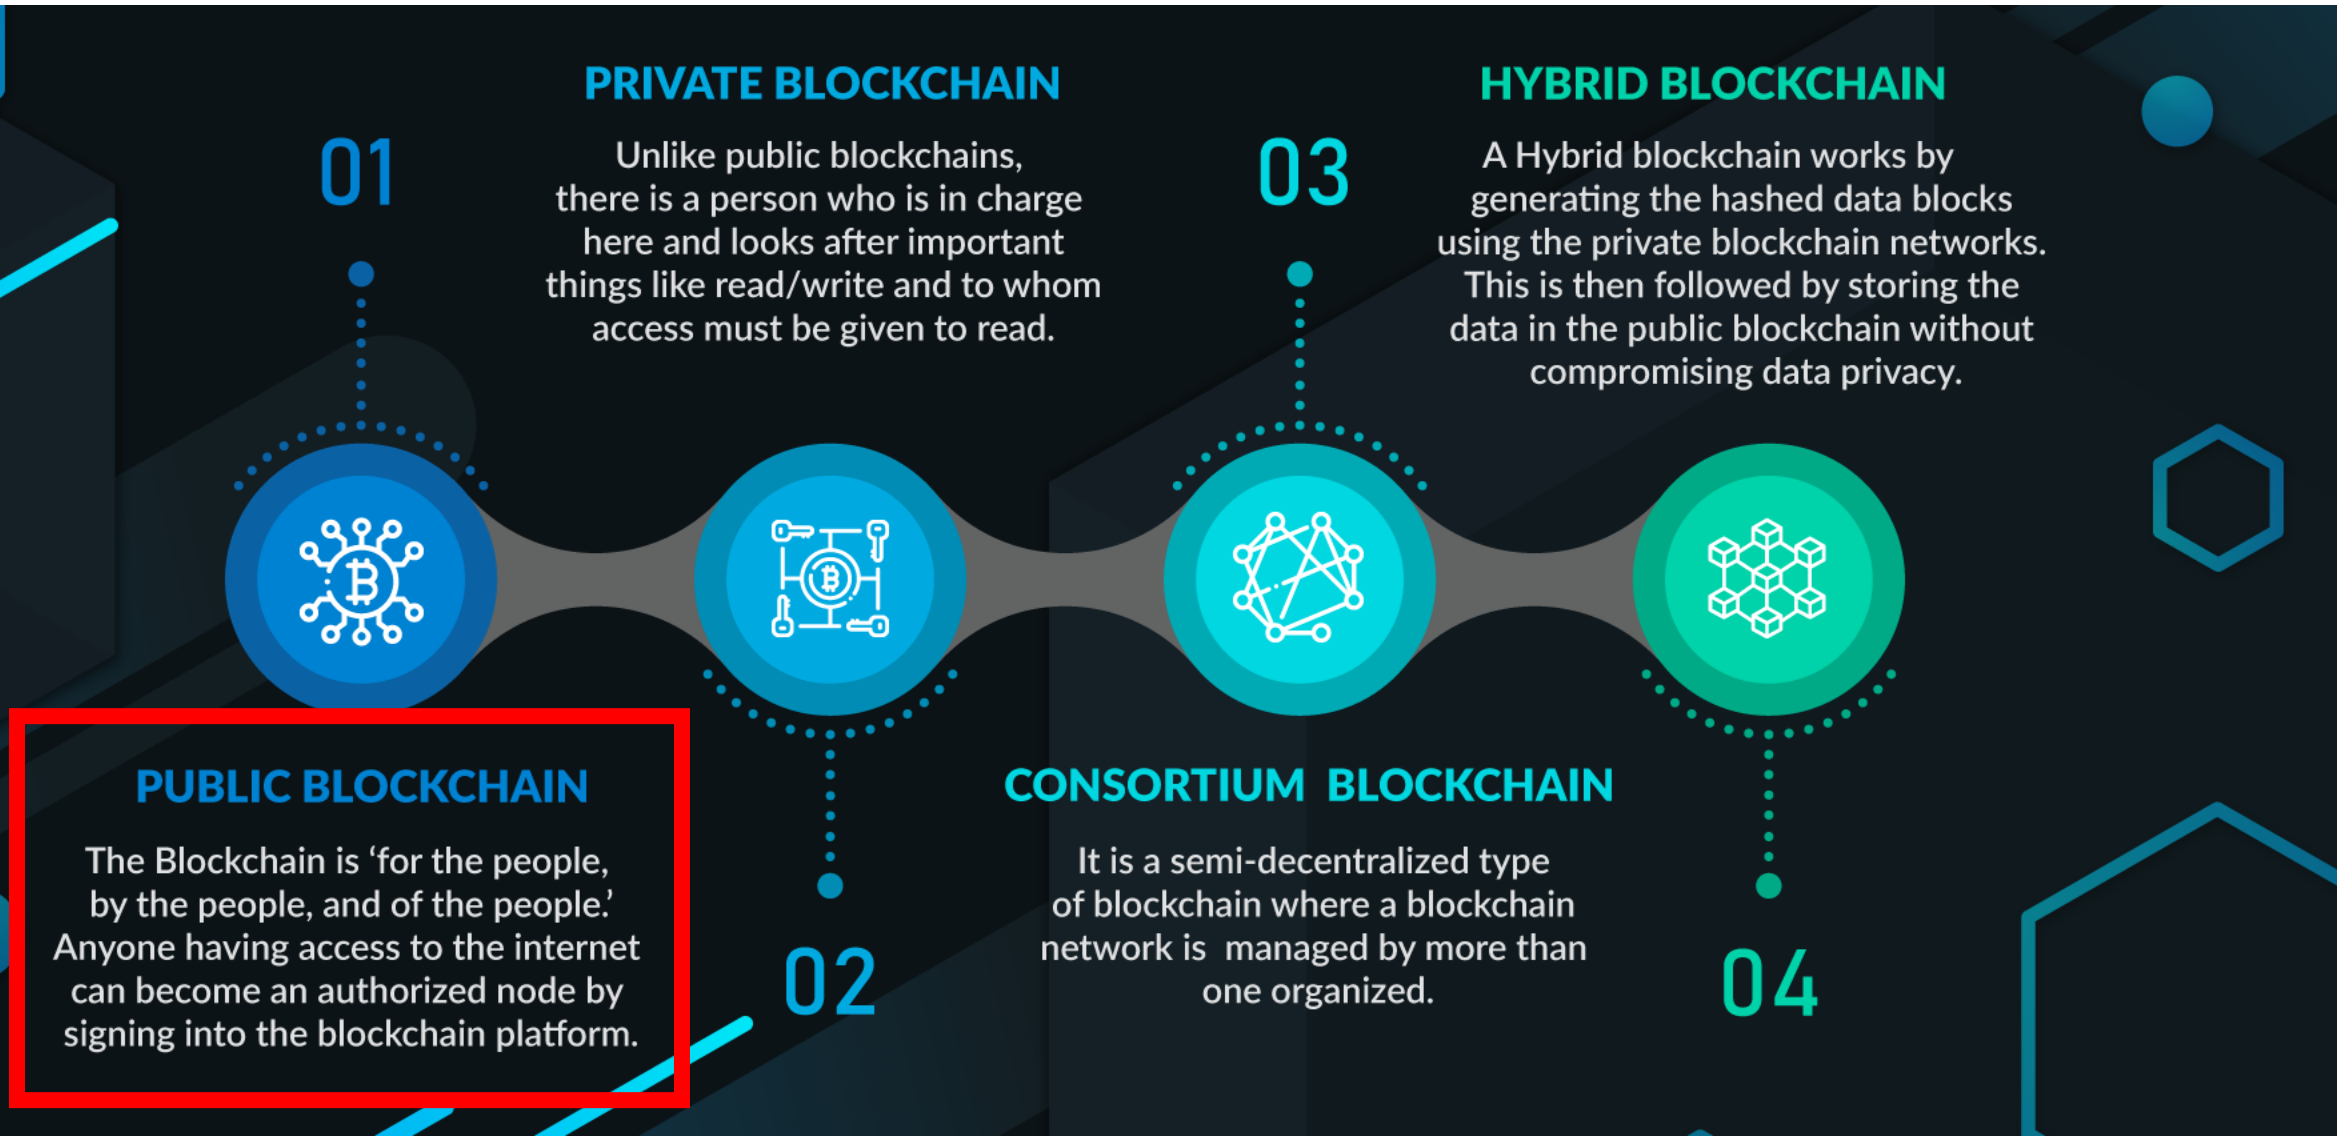 01
PUBLIC BLOCKCHAIN
The Blockchain is ‘for the people,
by the people, and of the people.’
Anyone having access to the internet
can become an authorized node by
signing into the blockchain platform.
PRIVATE BLOCKCHAIN
Unlike public blockchains,
there is a person who is in charge
here and looks after important
things like read/write and to whom
access must be given to read.
02
03
CONSORTIUM BLOCKCHAIN
It is a semi-decentralized type
of blockchain where a blockchain
network is managed by more than
one organized.
HYBRID BLOCKCHAIN
A Hybrid blockchain works by
generating the hashed data blocks
using the private blockchain networks.
This is then followed by storing the
data in the public blockchain without
compromising data privacy.
04